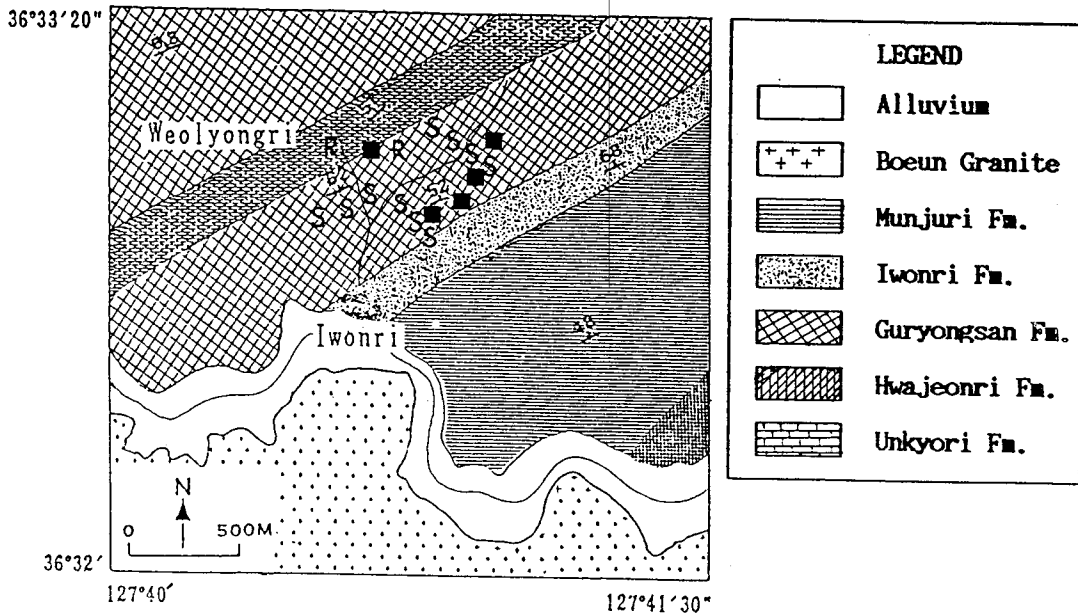 36°33′20"
Weolyongri
R R
S S S S S
S S S S S S S
Iwonri
N
0 500M.
36°32′
127°40′
127°41′30"
LEGEND
Alluvium
Boeun Granite
Munjuri Fm.
Iwonri Fm.
Guryongsan Fm.
Hwajeonri Fm.
Unkyori Fm.